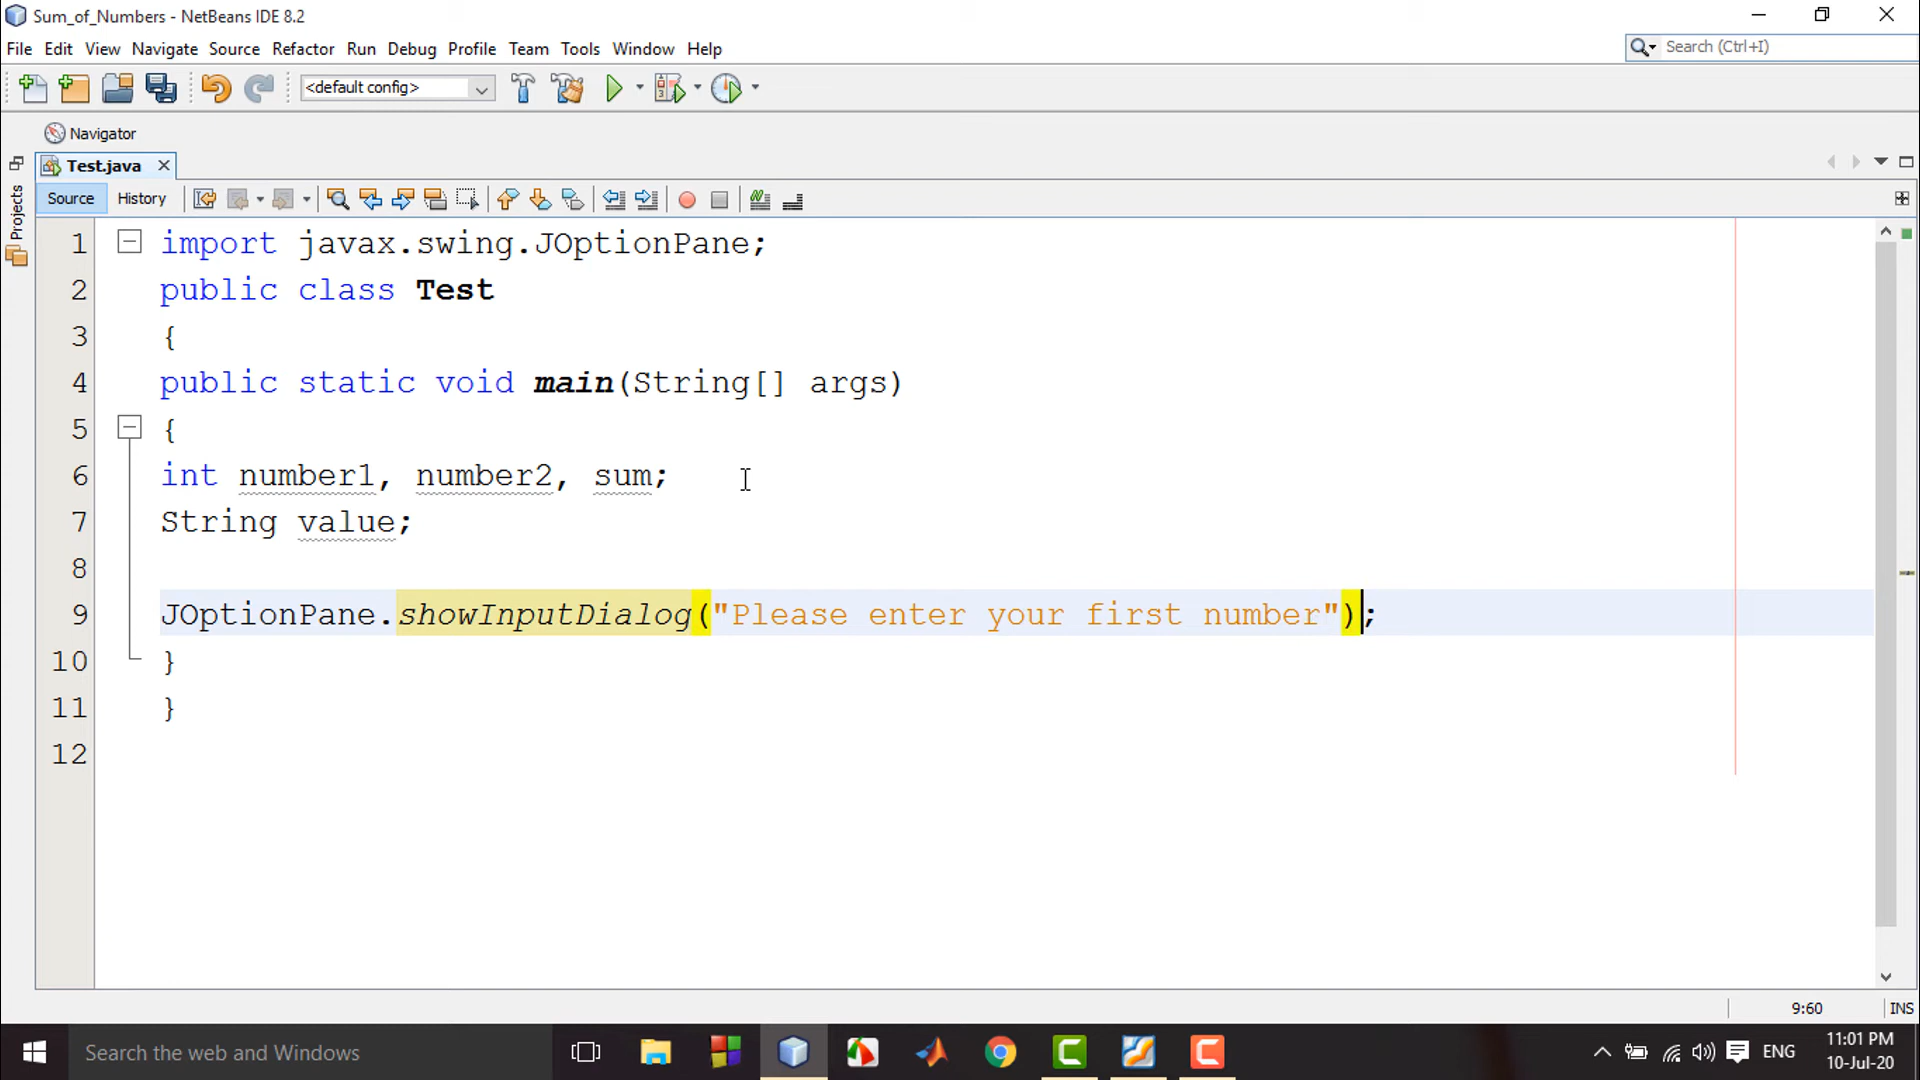 Sum_of_Numbers - NetBeans IDE 8.2
File Edit View Navigate Source Refactor Run Debug Profile Team Tools Window Help
Search (Ctrl+I)
<default config>
Navigator
Projects
Test.java
Source History
1 import javax.swing.JOptionPane;
2 public class Test
3 {
4 public static void main(String[] args)
5 {
6 int number1, number2, sum;
7 String value;
8
9 JOptionPane.showInputDialog("Please enter your first number");
10 }
11 }
12
9:60 INS
Search the web and Windows
ENG
11:01 PM
10-Jul-20